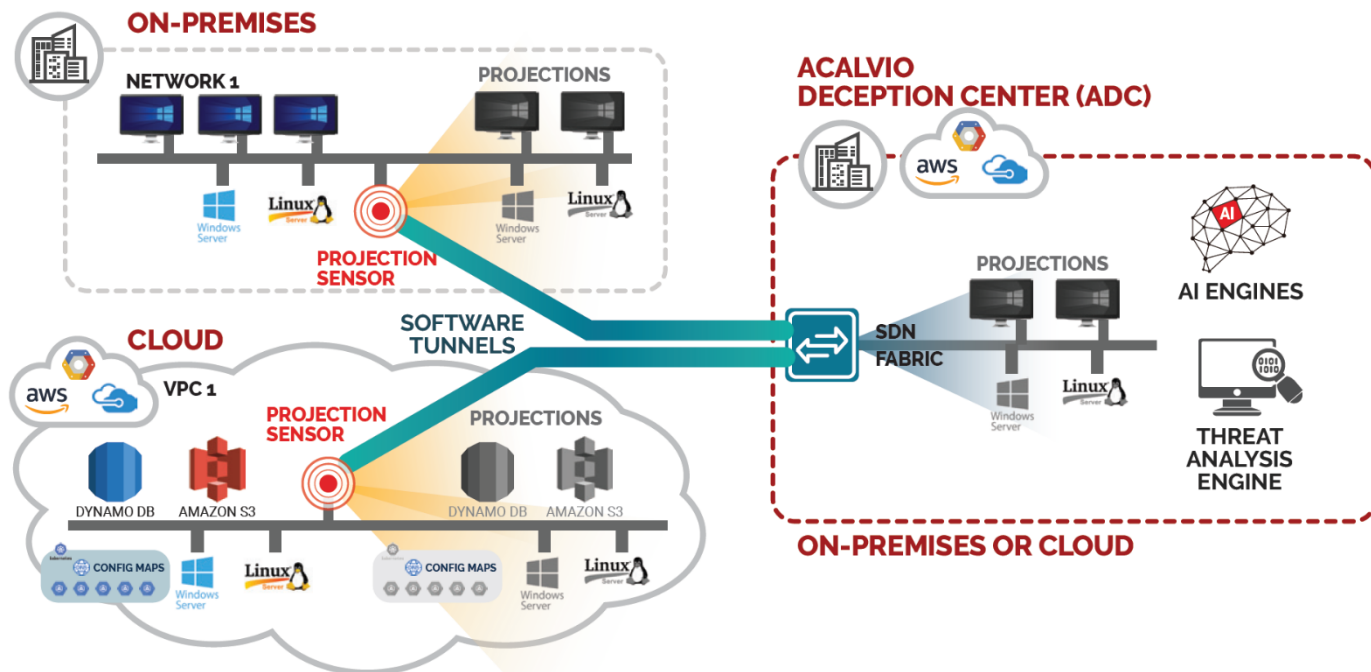 ON-PREMISES
NETWORK 1
PROJECTIONS
Windows
Server
Linux
Server
Windows
Server
Linux
Server
PROJECTION
SENSOR
SOFTWARE
TUNNELS
CLOUD
aws
VPC 1
PROJECTION
SENSOR
PROJECTIONS
DYNAMO DB
AMAZON S3
DYNAMO DB
AMAZON S3
kubernetes
CONFIG MAPS
Windows
Server
Linux
Server
CONFIG MAPS
Windows
Server
Linux
Server
ACALVIO
DECEPTION CENTER (ADC)
aws
AI
AI ENGINES
PROJECTIONS
SDN
FABRIC
Windows
Server
Linux
Server
0101
1010
THREAT
ANALYSIS
ENGINE
ON-PREMISES OR CLOUD